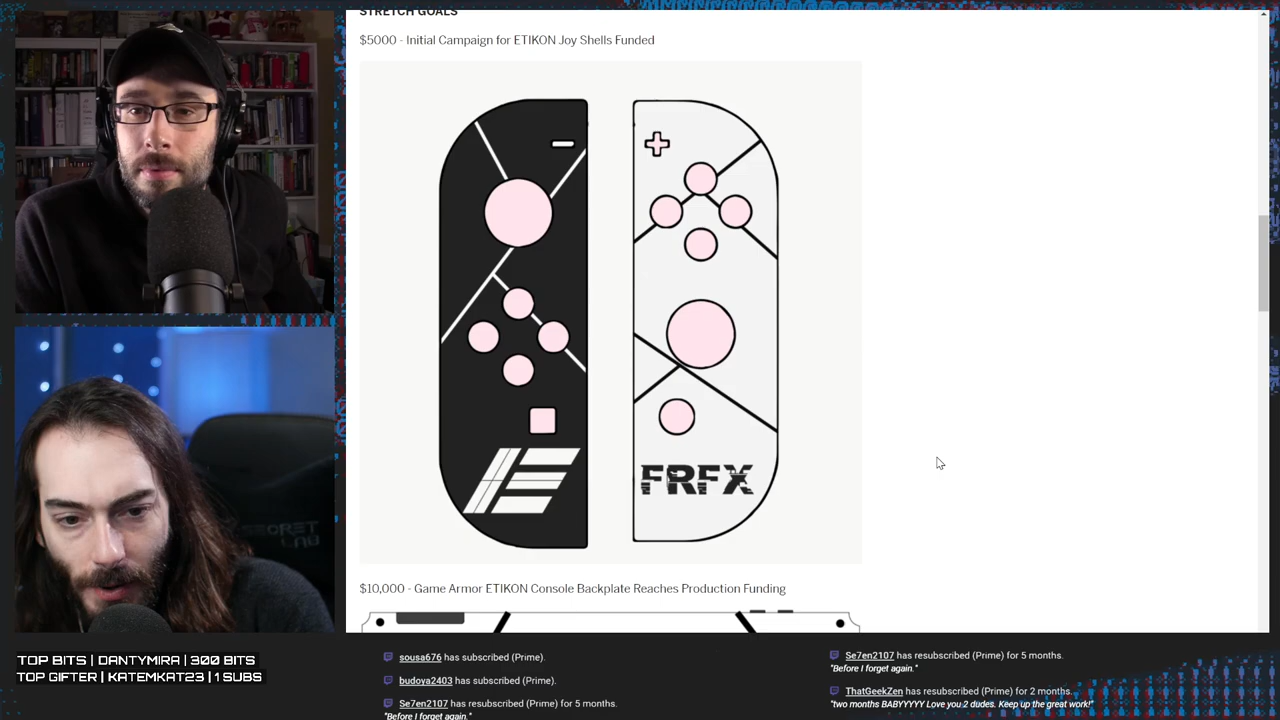 STRETCH GOALS
$5000 - Initial Campaign for ETIKON Joy Shells Funded
FRFX
$10,000 - Game Armor ETIKON Console Backplate Reaches Production Funding
SECRET
LAB
TOP BITS | DANTYMIRA | 300 BITS
TOP GIFTER | KATEMKAT23 | 1 SUBS
sousa676 has subscribed (Prime).
budoya2403 has subscribed (Prime).
Se7en2107 has resubscribed (Prime) for 5 months.
"Before I forget again."
Se7en2107 has resubscribed (Prime) for 5 months.
"Before I forget again."
ThatGeekZen has resubscribed (Prime) for 2 months.
"two months BABYYYY Love you 2 dudes. Keep up the great work!"